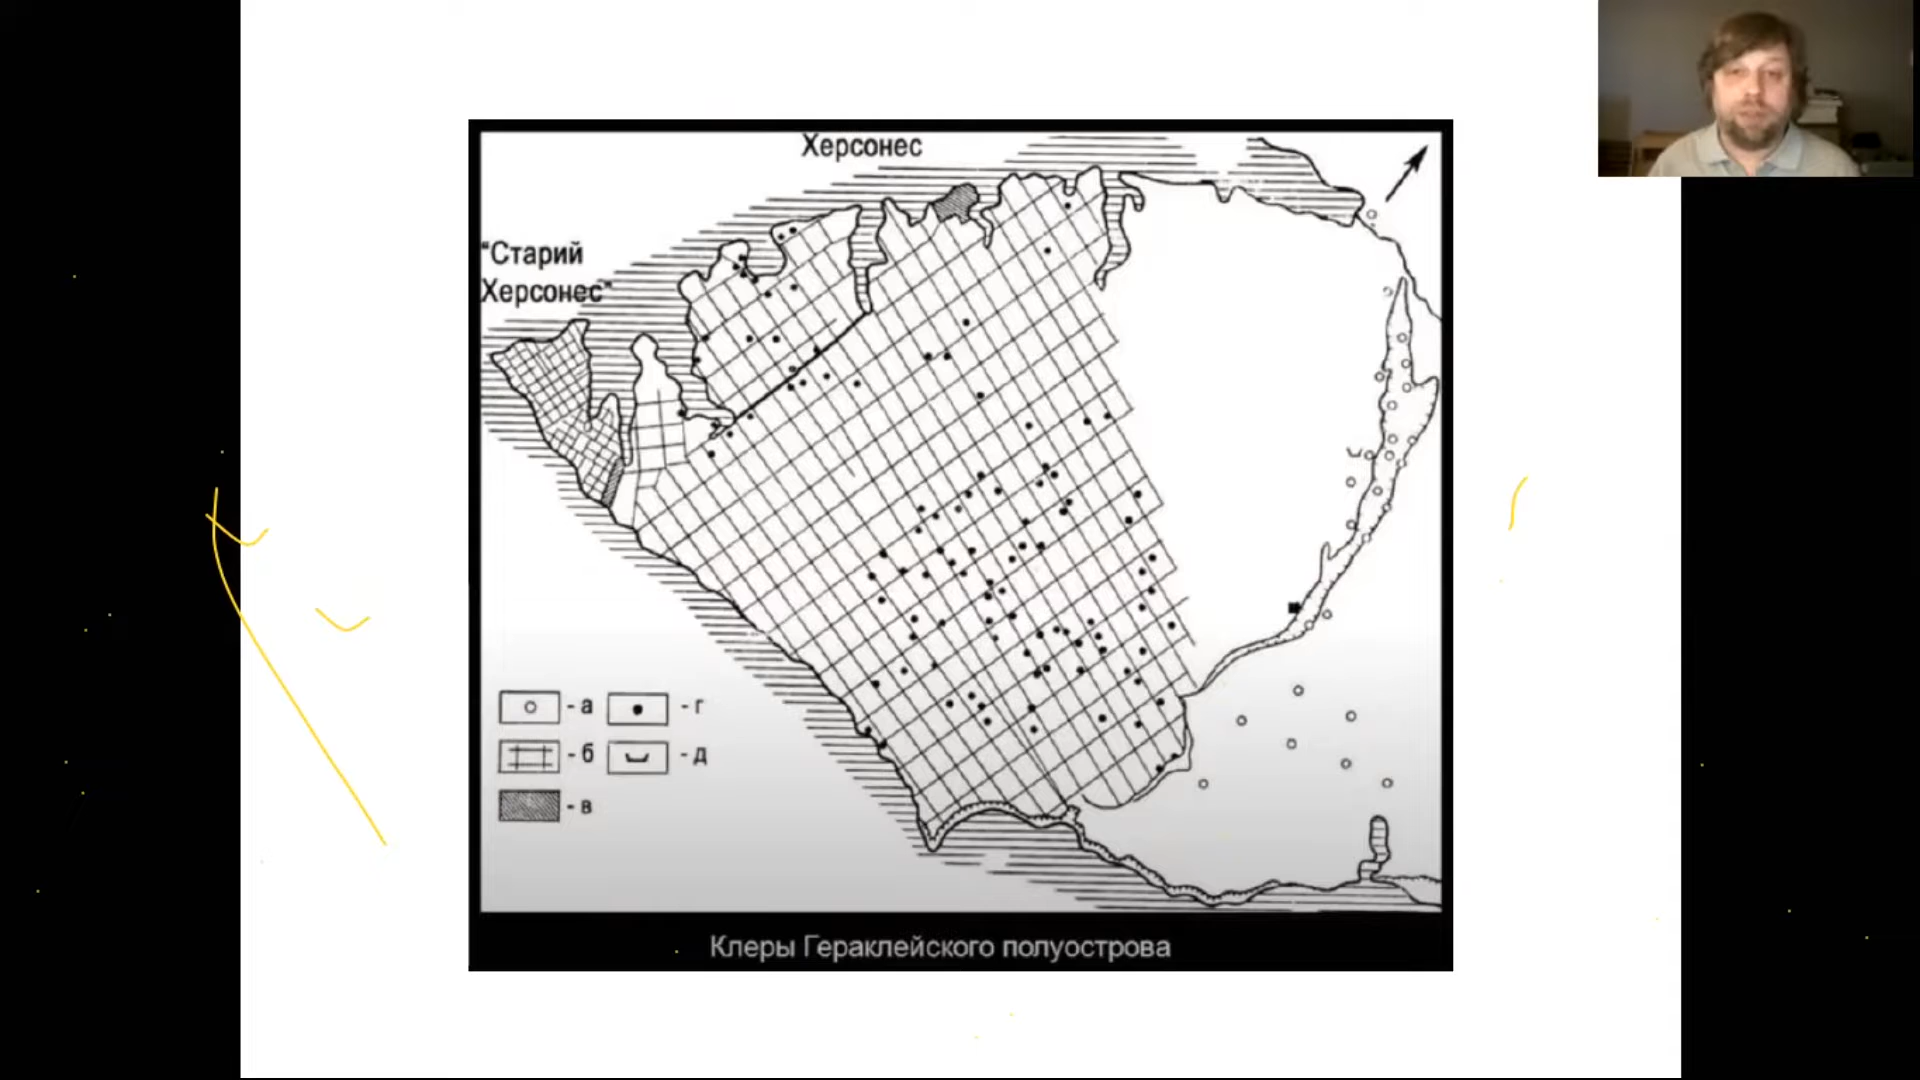 Херсонес
"Старий
Херсонес"
- а
- г
- б
- д
- в
Клеры Гераклейского полуострова